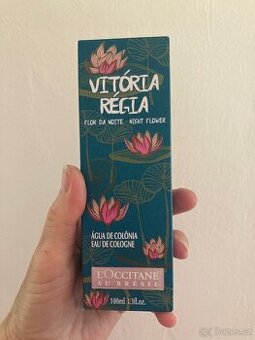 VITÓRIA
RÉGIA
FLOR DA NOITE · NIGHT FLOWER
ÁGUA DE COLÔNIA
EAU DE COLOGNE
L'OCCITANE
AU BRÉSIL
100ml 3.3fl.oz.